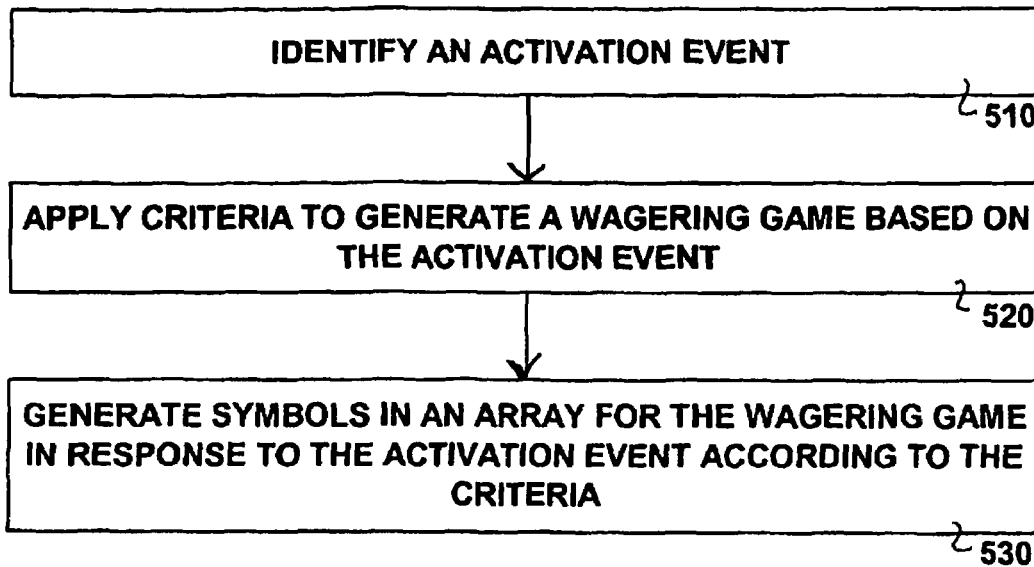 IDENTIFY AN ACTIVATION EVENT
510
APPLY CRITERIA TO GENERATE A WAGERING GAME BASED ON
THE ACTIVATION EVENT
520
GENERATE SYMBOLS IN AN ARRAY FOR THE WAGERING GAME
IN RESPONSE TO THE ACTIVATION EVENT ACCORDING TO THE
CRITERIA
530